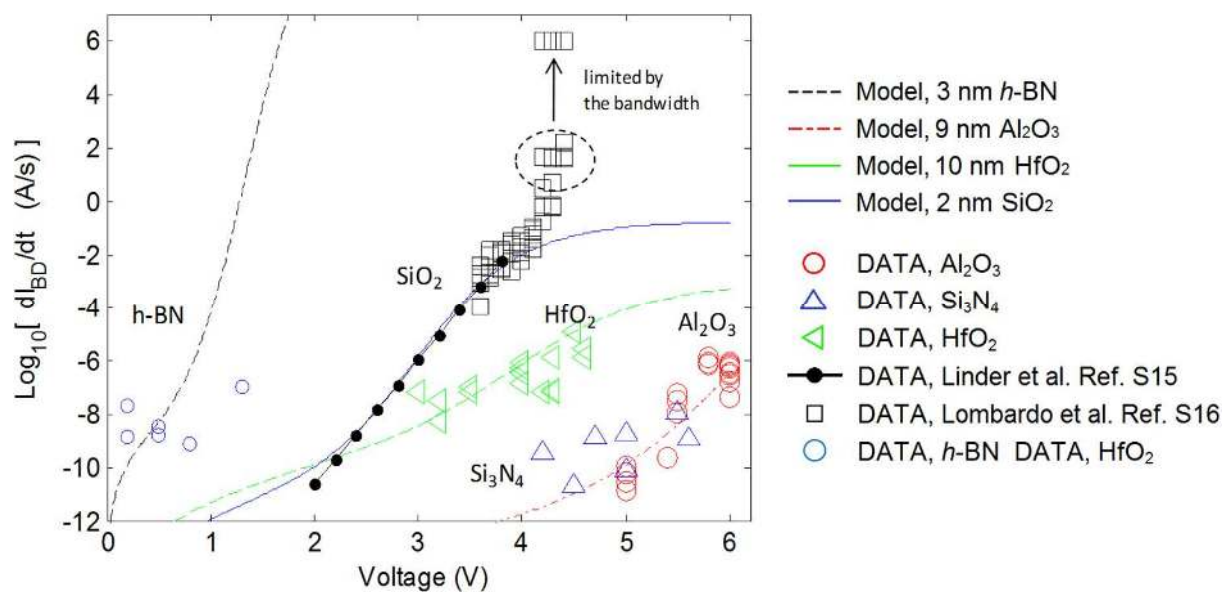 Log10[ dIBD/dt (A/s) ]
6
4
2
0
-2
-4
-6
-8
-10
-12
0
1
2
3
4
5
6
Voltage (V)
limited by
the bandwidth
h-BN
SiO2
HfO2
Al2O3
Si3N4
Model, 3 nm h-BN
Model, 9 nm Al2O3
Model, 10 nm HfO2
Model, 2 nm SiO2
DATA, Al2O3
DATA, Si3N4
DATA, HfO2
DATA, Linder et al. Ref. S15
DATA, Lombardo et al. Ref. S16
DATA, h-BN DATA, HfO2